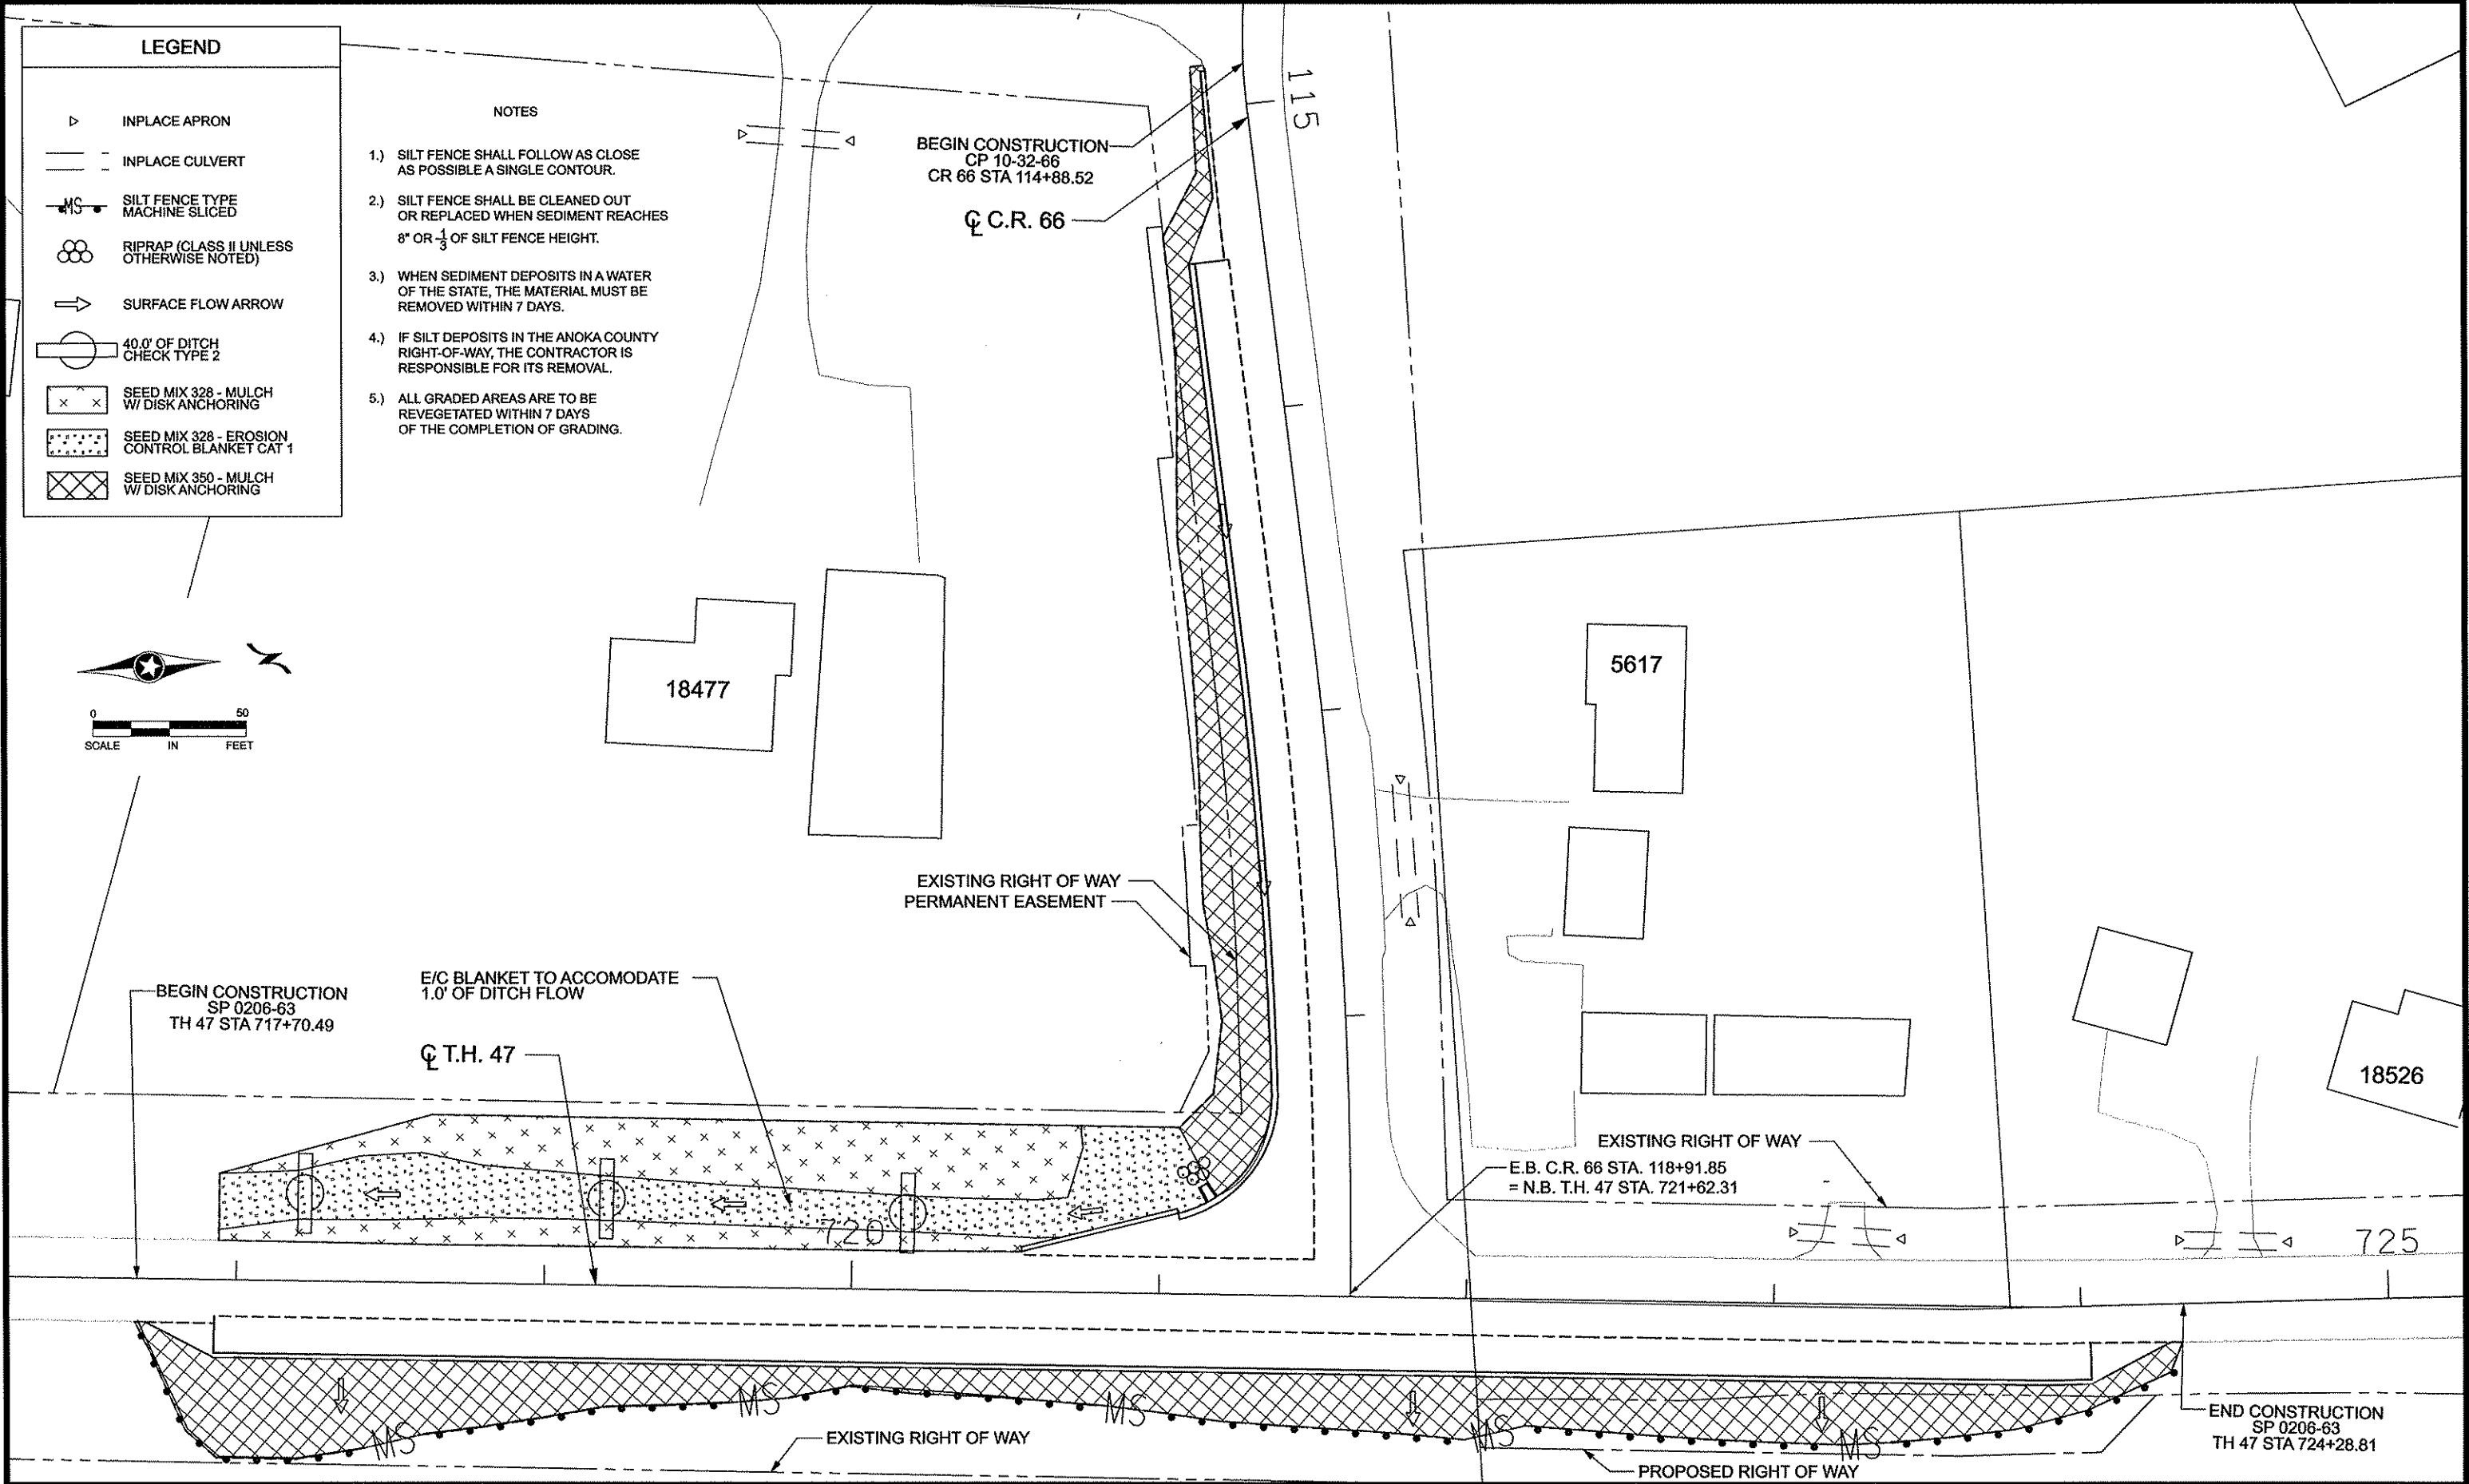 LEGEND
INPLACE APRON
INPLACE CULVERT
MS
SILT FENCE TYPE
MACHINE SLICED
RIPRAP (CLASS II UNLESS
OTHERWISE NOTED)
SURFACE FLOW ARROW
40.0' OF DITCH
CHECK TYPE 2
SEED MIX 328 - MULCH
W/ DISK ANCHORING
SEED MIX 328 - EROSION
CONTROL BLANKET CAT 1
SEED MIX 350 - MULCH
W/ DISK ANCHORING
NOTES
1.) SILT FENCE SHALL FOLLOW AS CLOSE
AS POSSIBLE A SINGLE CONTOUR.
2.) SILT FENCE SHALL BE CLEANED OUT
OR REPLACED WHEN SEDIMENT REACHES
8" OR 1/3 OF SILT FENCE HEIGHT.
3.) WHEN SEDIMENT DEPOSITS IN A WATER
OF THE STATE, THE MATERIAL MUST BE
REMOVED WITHIN 7 DAYS.
4.) IF SILT DEPOSITS IN THE ANOKA COUNTY
RIGHT-OF-WAY, THE CONTRACTOR IS
RESPONSIBLE FOR ITS REMOVAL.
5.) ALL GRADED AREAS ARE TO BE
REVEGETATED WITHIN 7 DAYS
OF THE COMPLETION OF GRADING.
BEGIN CONSTRUCTION
CP 10-32-66
CR 66 STA 114+88.52
℄ C.R. 66
115
N
0 50
SCALE IN FEET
18477
5617
EXISTING RIGHT OF WAY
PERMANENT EASEMENT
BEGIN CONSTRUCTION
SP 0206-63
TH 47 STA 717+70.49
E/C BLANKET TO ACCOMODATE
1.0' OF DITCH FLOW
℄ T.H. 47
18526
EXISTING RIGHT OF WAY
E.B. C.R. 66 STA. 118+91.85
= N.B. T.H. 47 STA. 721+62.31
720
725
MS
MS
MS
MS
MS
EXISTING RIGHT OF WAY
PROPOSED RIGHT OF WAY
END CONSTRUCTION
SP 0206-63
TH 47 STA 724+28.81